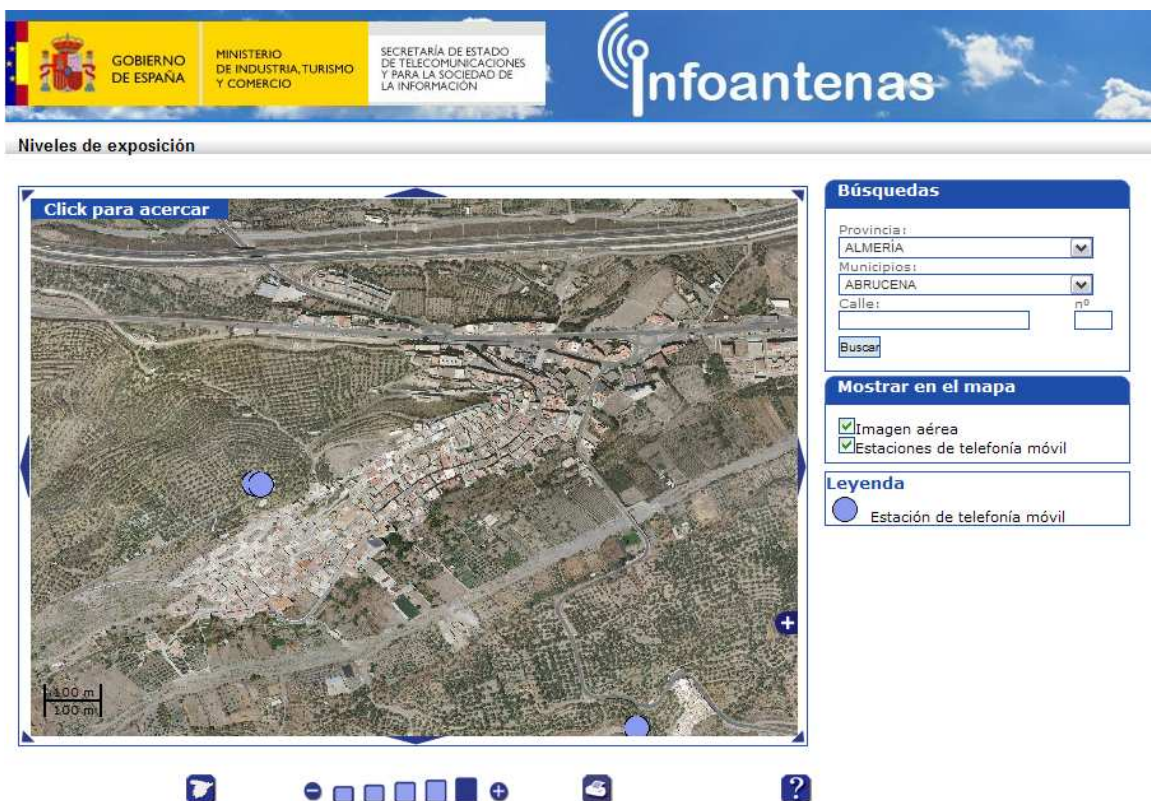 GOBIERNO
DE ESPAÑA
MINISTERIO
DE INDUSTRIA, TURISMO
Y COMERCIO
SECRETARÍA DE ESTADO
DE TELECOMUNICACIONES
Y PARA LA SOCIEDAD DE
LA INFORMACIÓN
infoantenas
Niveles de exposición
Click para acercar
100 m
100 m
Búsquedas
Provincia:
ALMERÍA
Municipios:
ABRUCENA
Calle: nº
Buscar
Mostrar en el mapa
Imagen aérea
Estaciones de telefonía móvil
Leyenda
Estación de telefonía móvil